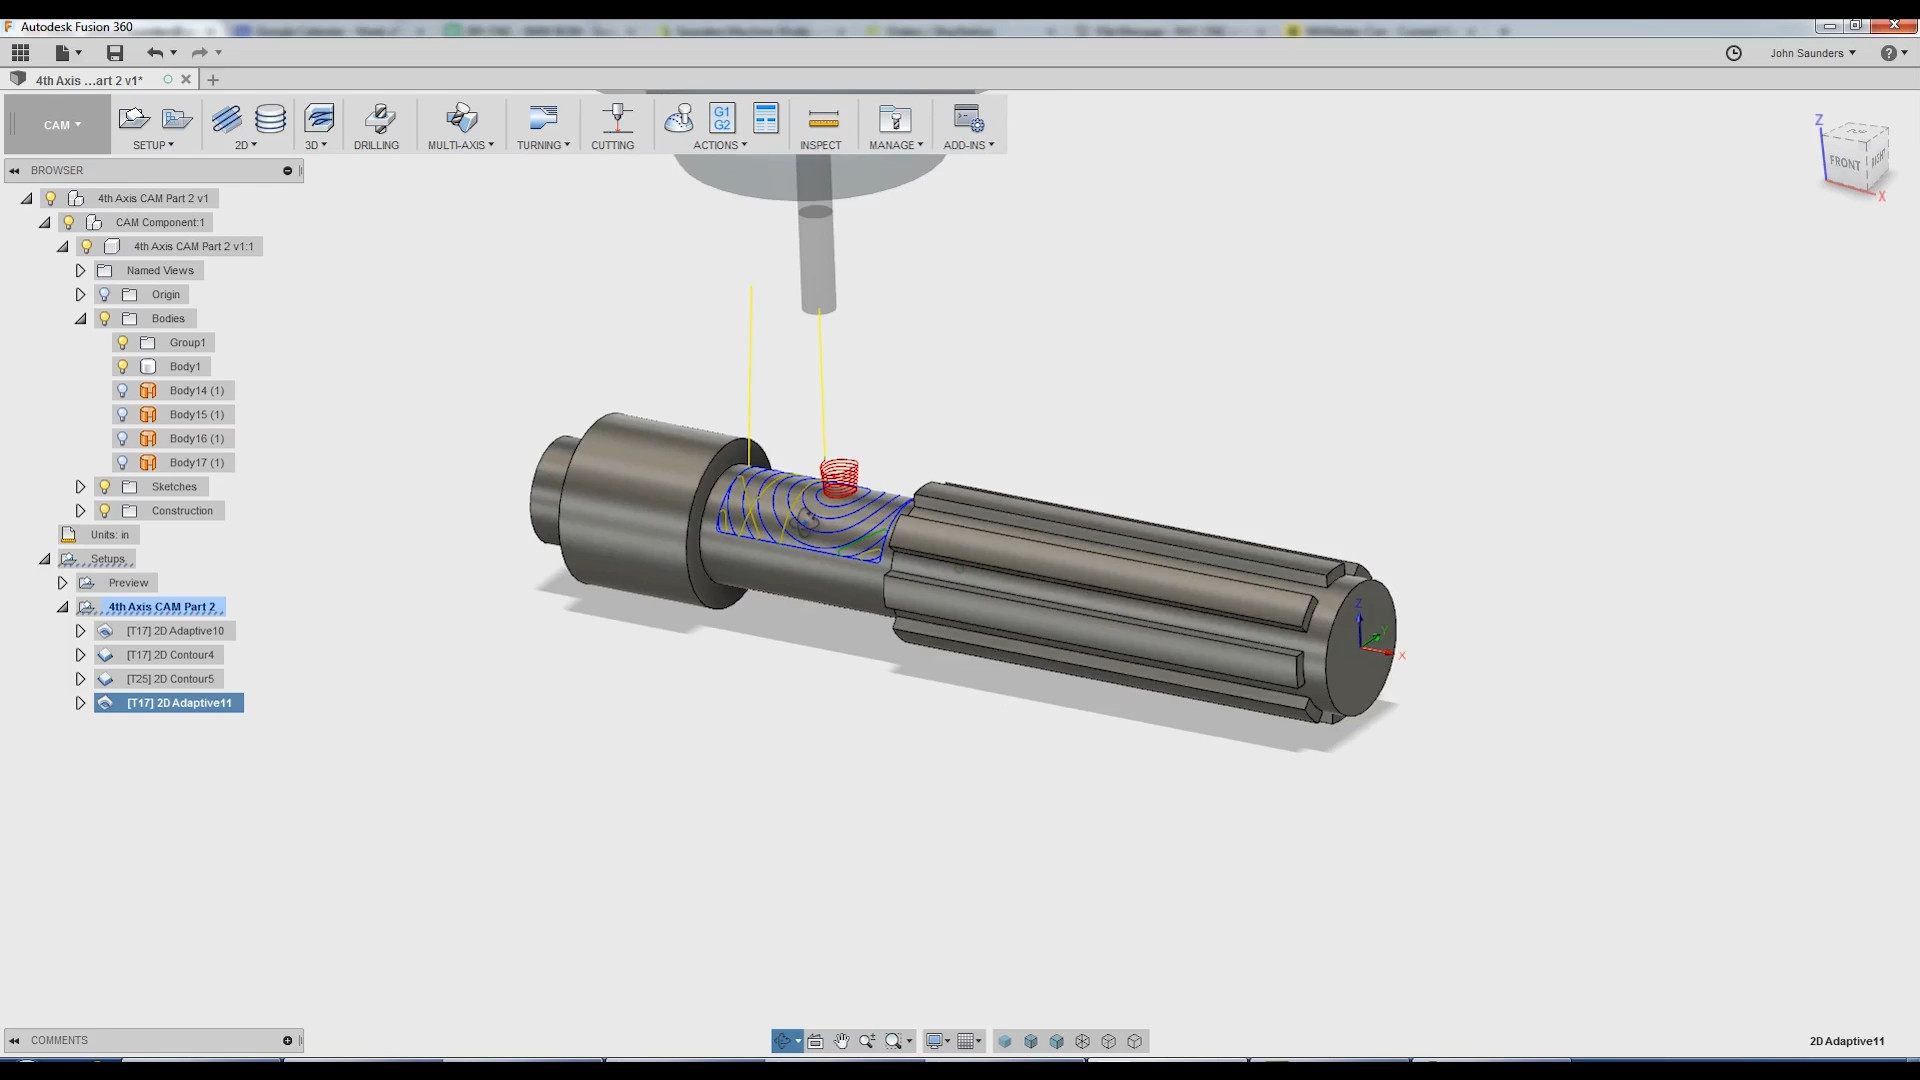 Autodesk Fusion 360
John Saunders
4th Axis ...art 2 v1*
CAM
SETUP
2D
3D
DRILLING
MULTI-AXIS
TURNING
CUTTING
G1
G2
ACTIONS
INSPECT
MANAGE
ADD-INS
BROWSER
4th Axis CAM Part 2 v1
CAM Component:1
4th Axis CAM Part 2 v1:1
Named Views
Origin
Bodies
Group1
Body1
Body14 (1)
Body15 (1)
Body16 (1)
Body17 (1)
Sketches
Construction
Units: in
Setups
Preview
4th Axis CAM Part 2
[T17] 2D Adaptive10
[T17] 2D Contour4
[T25] 2D Contour5
[T17] 2D Adaptive11
Z
FRONT
RIGHT
X
Z
Y
X
COMMENTS
2D Adaptive11